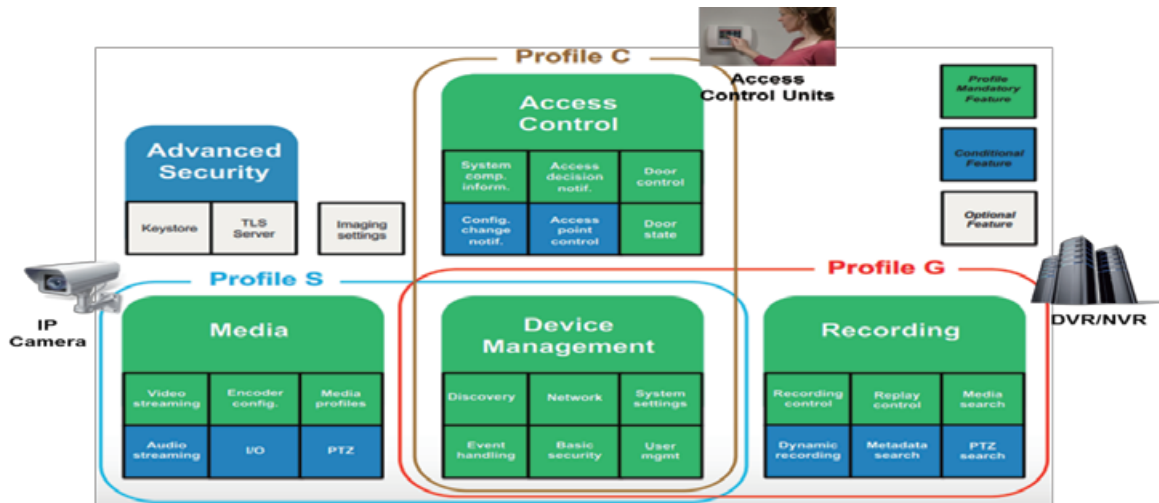 Profile C
Access
Control Units
Access
Control
System
comp.
inform.
Access
decision
notif.
Door
control
Config.
change
notif.
Access
point
control
Door
state
Profile
Mandatory
Feature
Conditional
Feature
Optional
Feature
Advanced
Security
Keystore
TLS
Server
Imaging
settings
Profile S
Profile G
IP
Camera
DVR/NVR
Media
Video
streaming
Encoder
config.
Media
profiles
Audio
streaming
I/O
PTZ
Device
Management
Discovery
Network
System
settings
Event
handling
Basic
security
User
mgmt
Recording
Recording
control
Replay
control
Media
search
Dynamic
recording
Metadata
search
PTZ
search